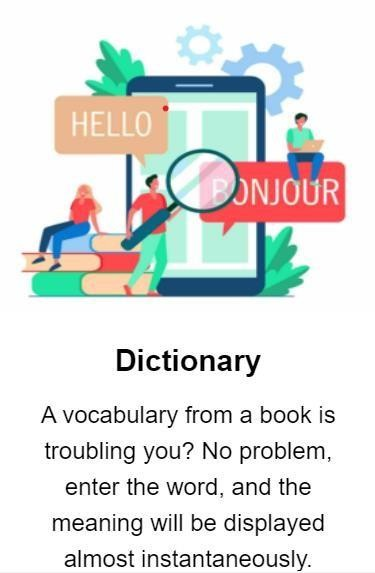 HELLO
BONJOUR
Dictionary
A vocabulary from a book is
troubling you? No problem,
enter the word, and the
meaning will be displayed
almost instantaneously.